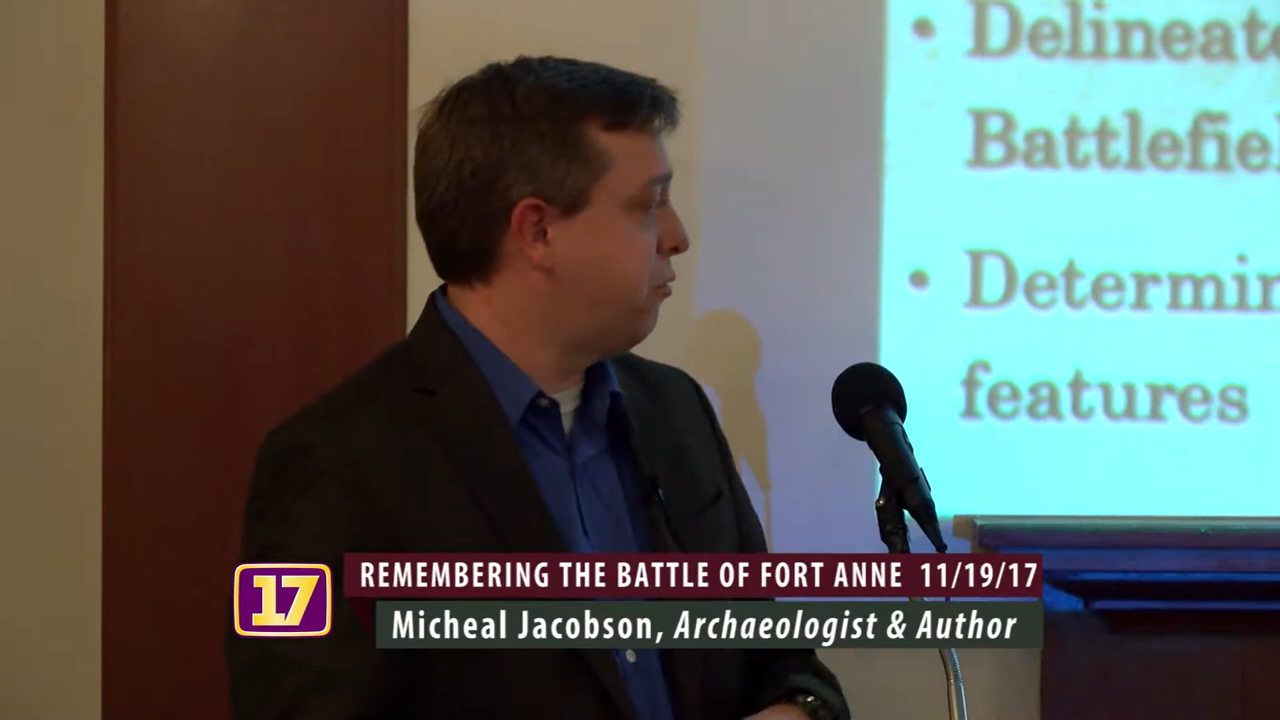 • Delineate
Battlefiel
• Determin
features
17
REMEMBERING THE BATTLE OF FORT ANNE 11/19/17
Micheal Jacobson, Archaeologist & Author